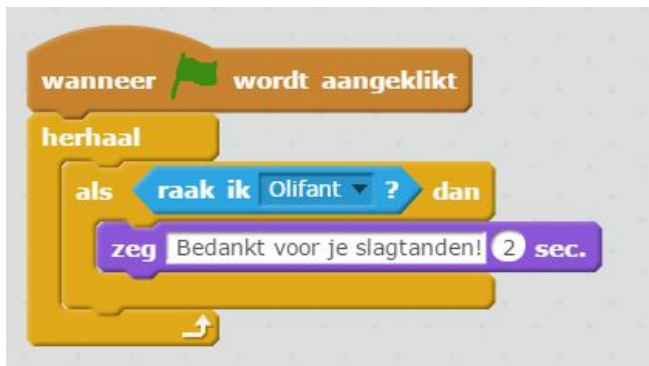 wanneer wordt aangeklikt
herhaal
als raak ik Olifant ? dan
zeg Bedankt voor je slagtanden! 2 sec.